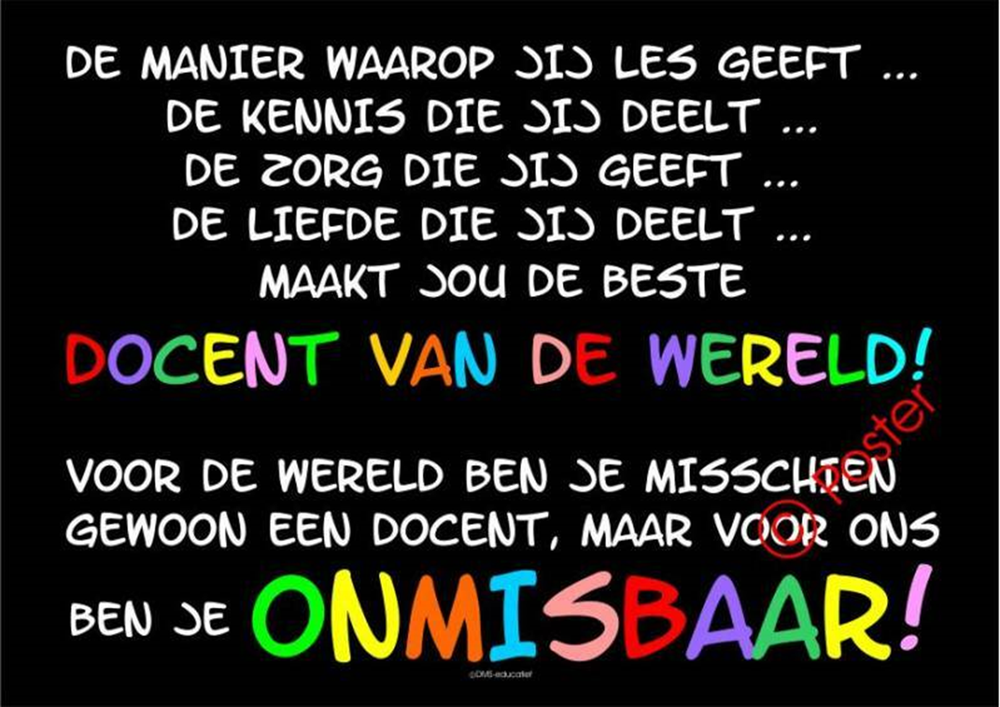 DE MANIER WAAROP JIJ LES GEEFT ...
DE KENNIS DIE JIJ DEELT ...
DE ZORG DIE JIJ GEEFT ...
DE LIEFDE DIE JIJ DEELT ...
MAAKT JOU DE BESTE
DOCENT VAN DE WERELD!
VOOR DE WERELD BEN JE MISSCHIEN
GEWOON EEN DOCENT, MAAR VOOR ONS
BEN JE ONMISBAAR!
© Poster
©DMS-educatief